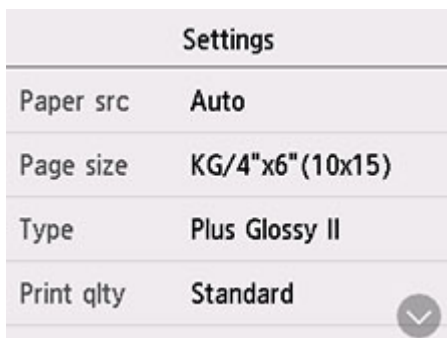 Settings
Paper src Auto
Page size KG/4"x6"(10x15)
Type Plus Glossy II
Print qlty Standard